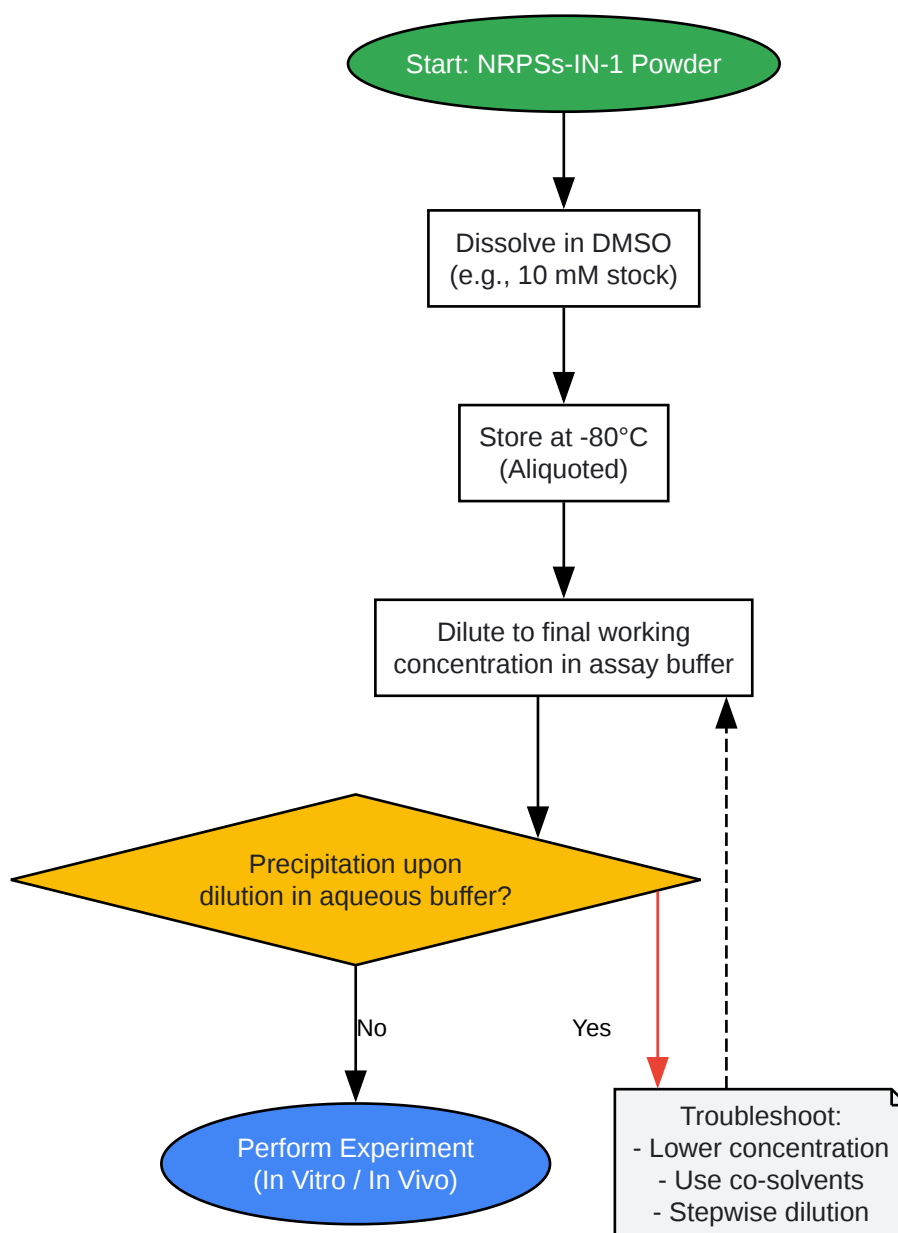 Start: NRPSs-IN-1 Powder
Dissolve in DMSO
(e.g., 10 mM stock)
Store at -80°C
(Aliquoted)
Dilute to final working
concentration in assay buffer
Precipitation upon
dilution in aqueous buffer?
No
Yes
Perform Experiment
(In Vitro / In Vivo)
Troubleshoot:
- Lower concentration
- Use co-solvents
- Stepwise dilution